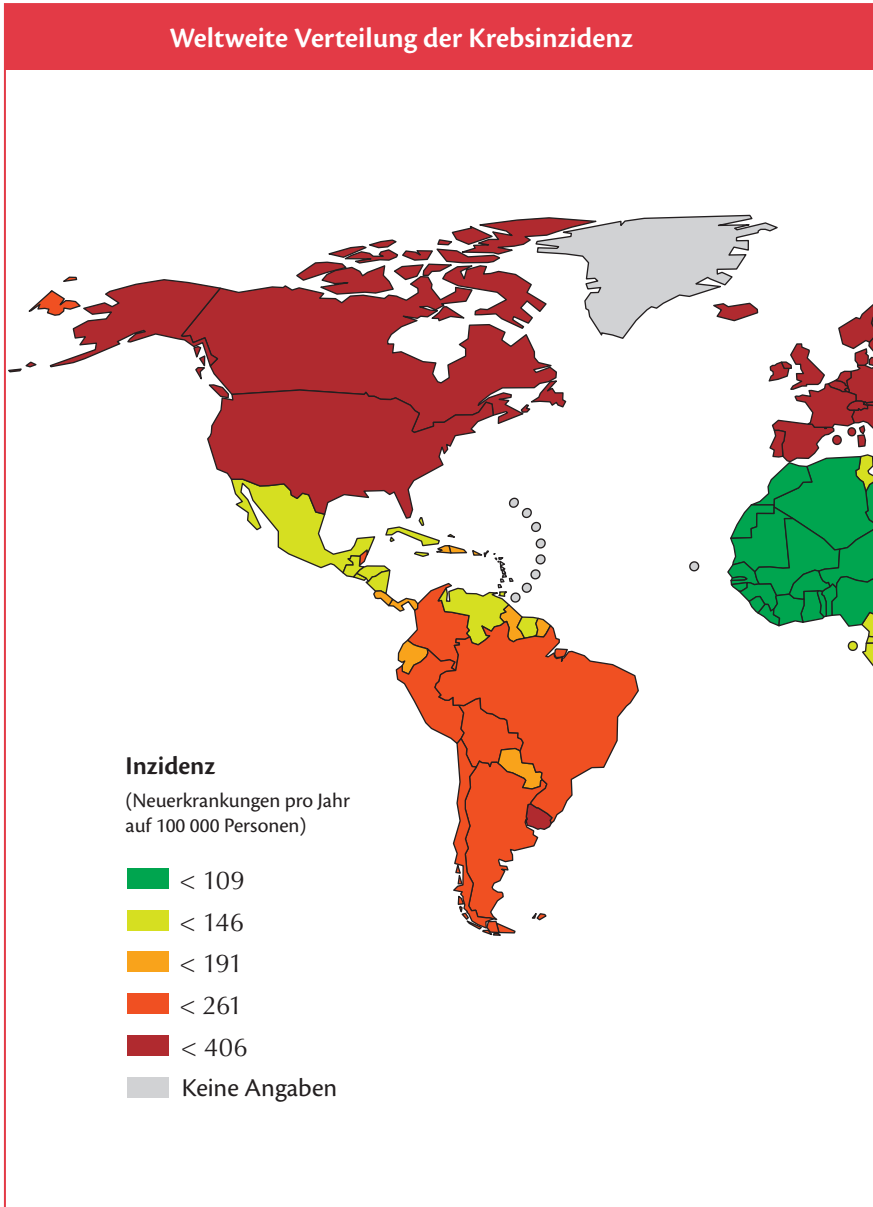 Weltweite Verteilung der Krebsinzidenz
Inzidenz
(Neuerkrankungen pro Jahr
auf 100 000 Personen)
< 109
< 146
< 191
< 261
< 406
Keine Angaben